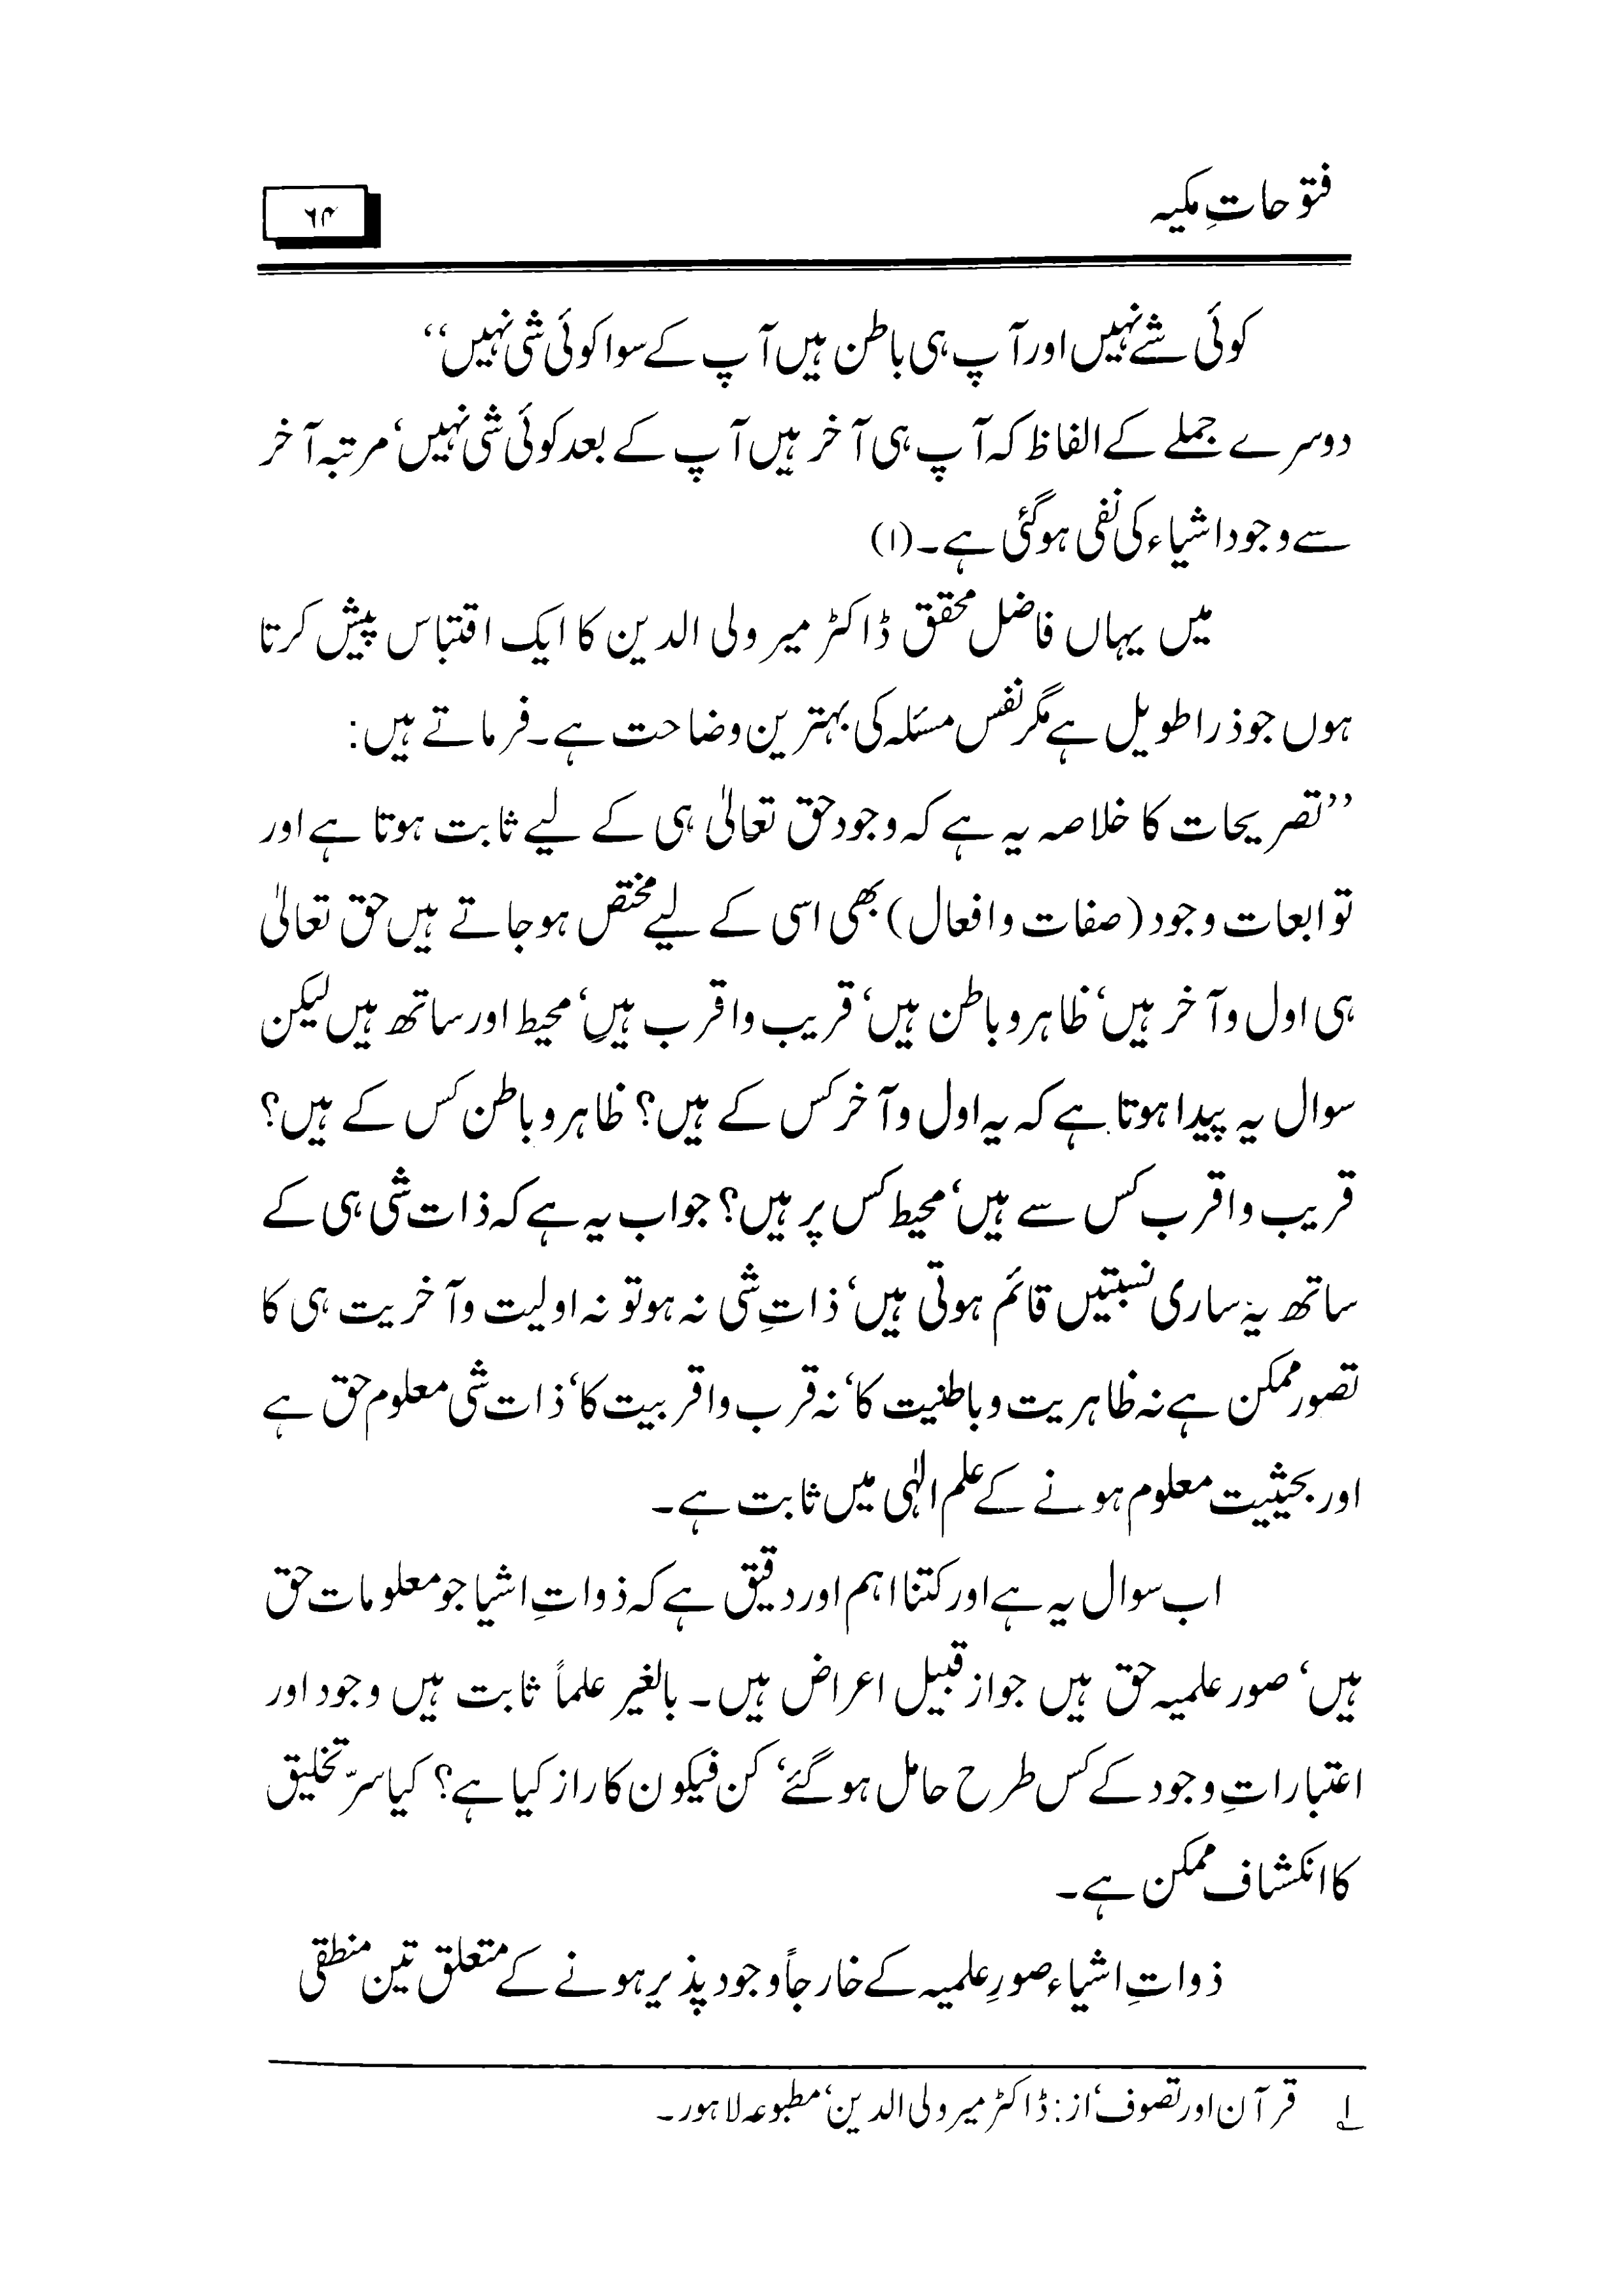 فتوحاتِ مکیہ
۶۴
کوئی شے نہیں اور آپ ہی باطن ہیں آپ کے سوا کوئی شی نہیں‘‘
دوسرے جملے کے الفاظ کہ آپ ہی آخر ہیں آپ کے بعد کوئی شی نہیں‘ مرتبہ آخر
سے وجود اشیاء کی نفی ہوگئی ہے۔(۱)
میں یہاں فاضل محقق ڈاکٹر میر ولی الدین کا ایک اقتباس پیش کرتا
ہوں جو ذرا طویل ہے مگر نفس مسئلہ کی بہترین وضاحت ہے۔ فرماتے ہیں:
’’تصریحات کا خلاصہ یہ ہے کہ وجود حق تعالٰی ہی کے لیے ثابت ہوتا ہے اور
توابعات وجود (صفات وافعال) بھی اسی کے لیے مختص ہو جاتے ہیں حق تعالٰی
ہی اول و آخر ہیں‘ ظاہر و باطن ہیں‘ قریب و اقرب ہیں‘ محیط اور ساتھ ہیں لیکن
سوال یہ پیدا ہوتا ہے کہ یہ اول و آخر کس کے ہیں؟ ظاہر و باطن کس کے ہیں؟
قریب و اقرب کس سے ہیں‘ محیط کس پر ہیں؟ جواب یہ ہے کہ ذات شی ہی کے
ساتھ یہ ساری نسبتیں قائم ہوتی ہیں‘ ذاتِ شی نہ ہو تو نہ اولیت و آخریت ہی کا
تصور ممکن ہے نہ ظاہریت و باطنیت کا‘ نہ قرب و اقربیت کا‘ ذات شی معلوم حق ہے
اور بحیثیت معلوم ہونے کے علم الٰہی میں ثابت ہے۔
اب سوال یہ ہے اور کتنا اہم اور دقیق ہے کہ ذواتِ اشیا جو معلومات حق
ہیں‘ صور علمیہ حق ہیں جو از قبیل اعراض ہیں۔ بالغیر علماً ثابت ہیں وجود اور
اعتباراتِ وجود کے کس طرح حامل ہو گئے‘ کن فیکون کا راز کیا ہے؟ کیا سرّ تخلیق
کا انکشاف ممکن ہے۔
ذواتِ اشیاء صورِ علمیہ کے خارجاً وجود پذیر ہونے کے متعلق تین منطقی
۱؎ قرآن اور تصوف‘ از: ڈاکٹر میر ولی الدین‘ مطبوعہ لاہور۔